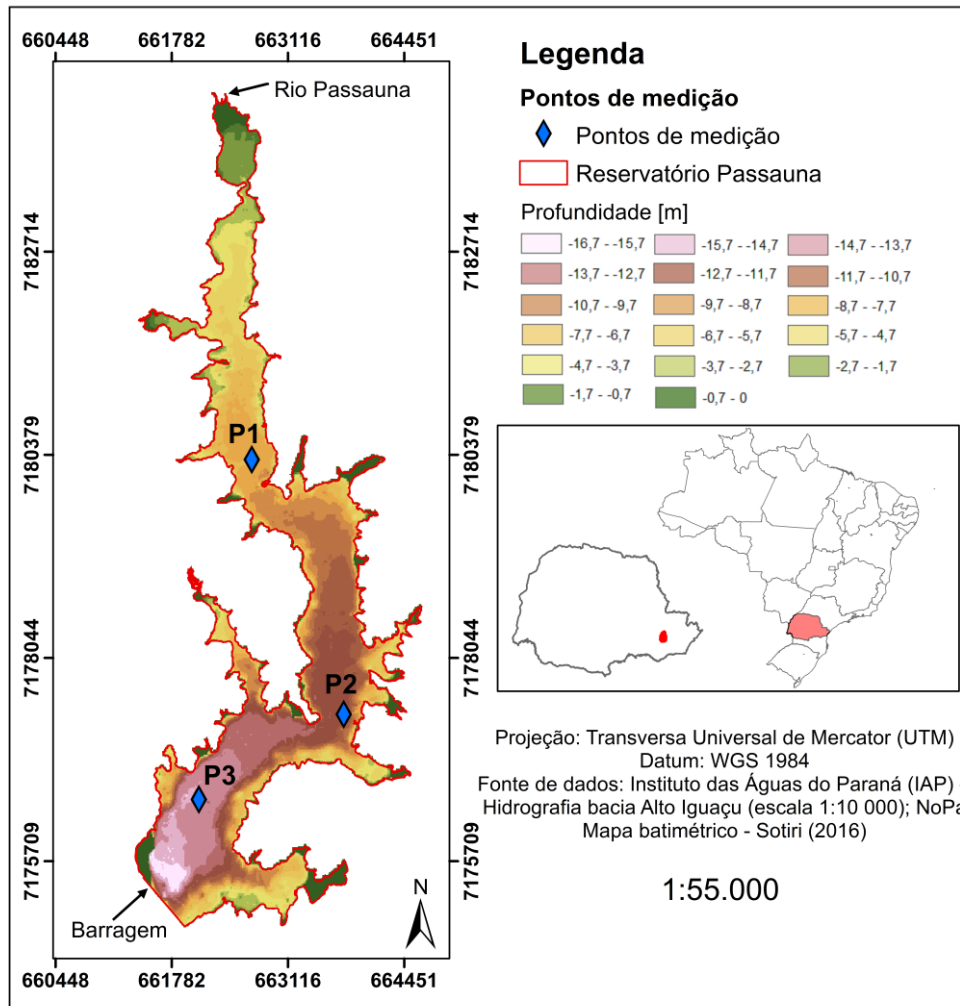 660448 661782 663116 664451
Rio Passauna
7182714
7180379
7178044
7175709
P1
P2
P3
Barragem
N
7182714
7180379
7178044
7175709
660448 661782 663116 664451
Legenda
Pontos de medição
Pontos de medição
Reservatório Passauna
Profundidade [m]
-16,7 - -15,7 -15,7 - -14,7 -14,7 - -13,7
-13,7 - -12,7 -12,7 - -11,7 -11,7 - -10,7
-10,7 - -9,7 -9,7 - -8,7 -8,7 - -7,7
-7,7 - -6,7 -6,7 - -5,7 -5,7 - -4,7
-4,7 - -3,7 -3,7 - -2,7 -2,7 - -1,7
-1,7 - -0,7 -0,7 - 0
Projeção: Transversa Universal de Mercator (UTM)
Datum: WGS 1984
Fonte de dados: Instituto das Águas do Paraná (IAP)
Hidrografia bacia Alto Iguaçu (escala 1:10 000); NoPa
Mapa batimétrico - Sotiri (2016)
1:55.000